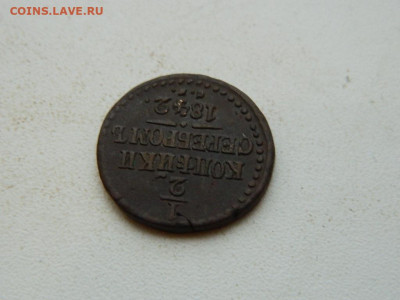 COINS.LAVE.RU
1
2
КОПѢЙКИ
СЕРЕБРОМЪ
1842.